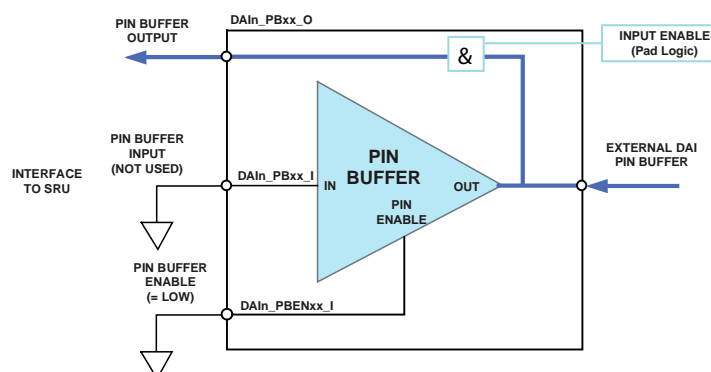 PIN BUFFER
OUTPUT
DAIn_PBxx_O
INPUT ENABLE
(Pad Logic)
&
PIN BUFFER
INPUT
(NOT USED)
EXTERNAL DAI
PIN BUFFER
INTERFACE
TO SRU
DAIn_PBxx_I
IN
PIN
BUFFER
OUT
PIN
ENABLE
PIN BUFFER
ENABLE
(= LOW)
DAIn_PBENxx_I